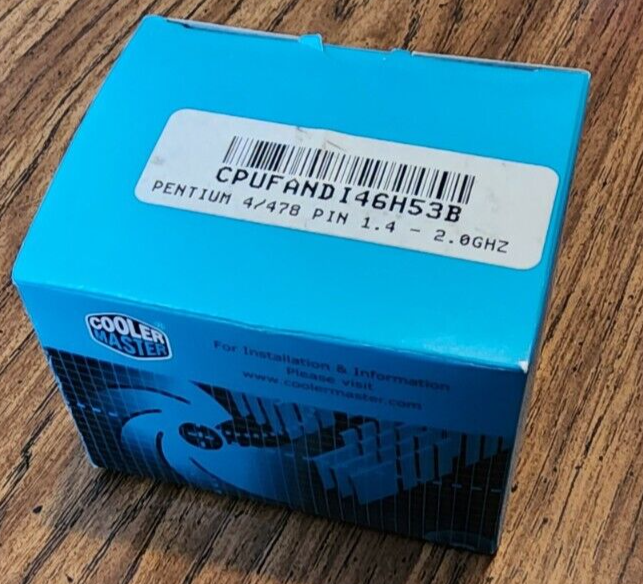 CPUFANDI46H53B
PENTIUM 4/478 PIN 1.4 - 2.0GHZ
COOLER
MASTER
For Installation & Information
Please visit
www.coolermaster.com